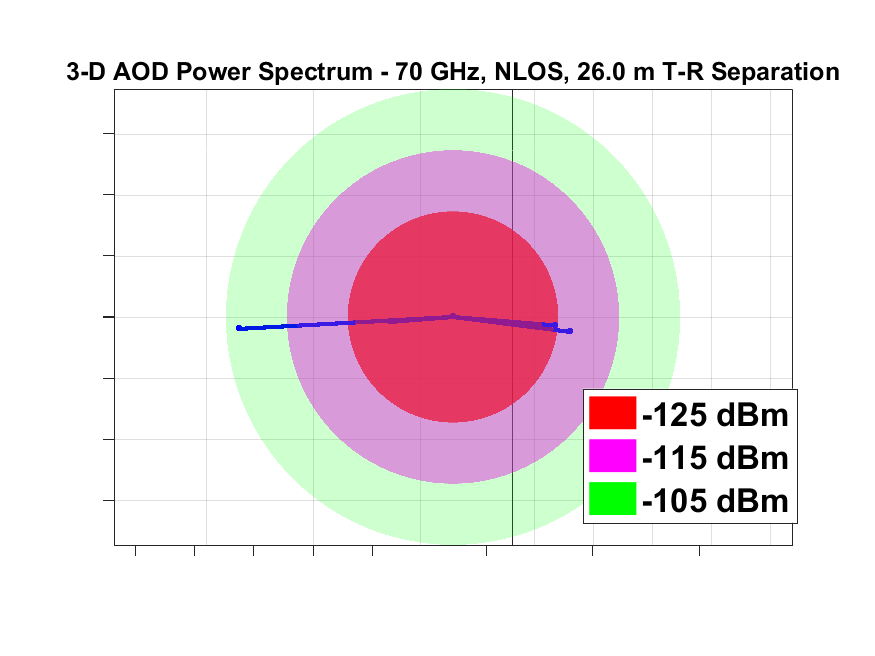 3-D AOD Power Spectrum - 70 GHz, NLOS, 26.0 m T-R Separation
-125 dBm
-115 dBm
-105 dBm